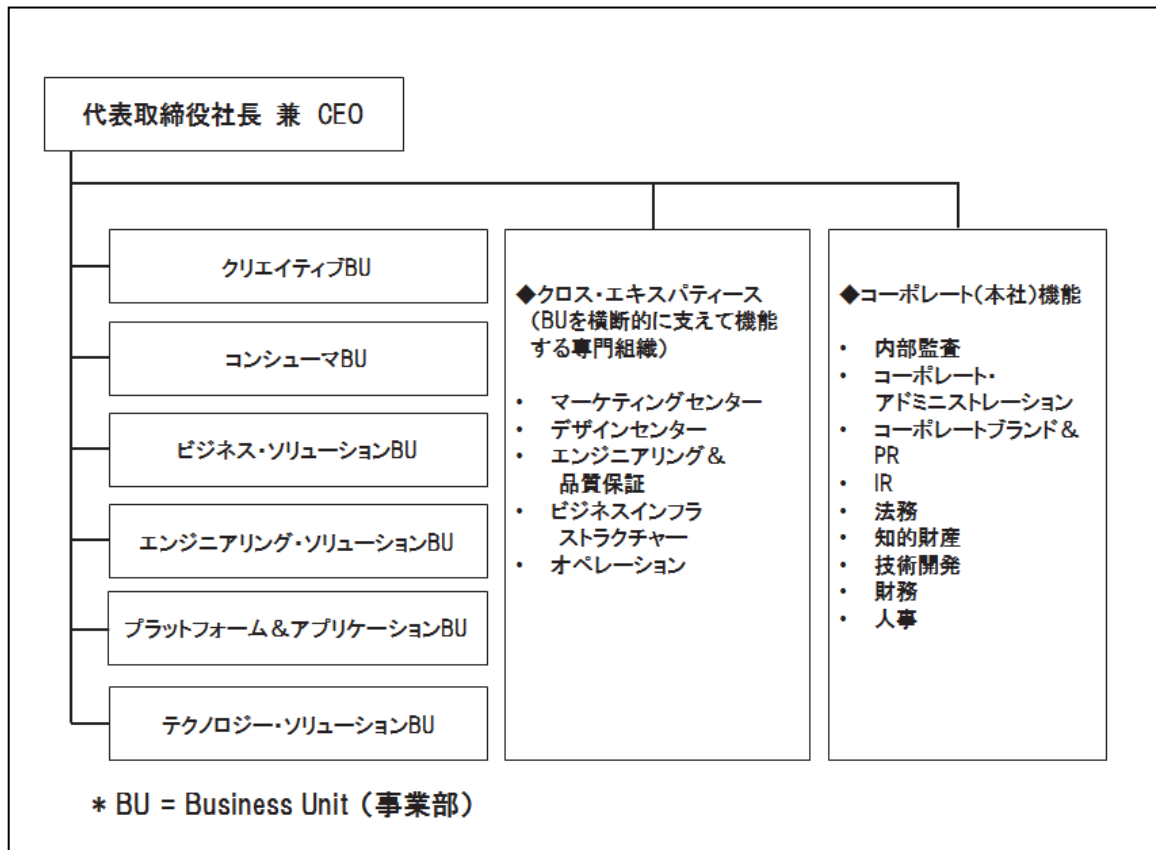 代表取締役社長 兼 CEO
クリエイティブBU
コンシューマBU
ビジネス・ソリューションBU
エンジニアリング・ソリューションBU
プラットフォーム＆アプリケーションBU
テクノロジー・ソリューションBU
◆クロス・エキスパティース
（BUを横断的に支えて機能
する専門組織）
・ マーケティングセンター
・ デザインセンター
・ エンジニアリング＆
品質保証
・ ビジネスインフラ
ストラクチャー
・ オペレーション
◆コーポレート（本社）機能
・ 内部監査
・ コーポレート・
アドミニストレーション
・ コーポレートブランド＆
PR
・ IR
・ 法務
・ 知的財産
・ 技術開発
・ 財務
・ 人事
* BU = Business Unit （事業部）